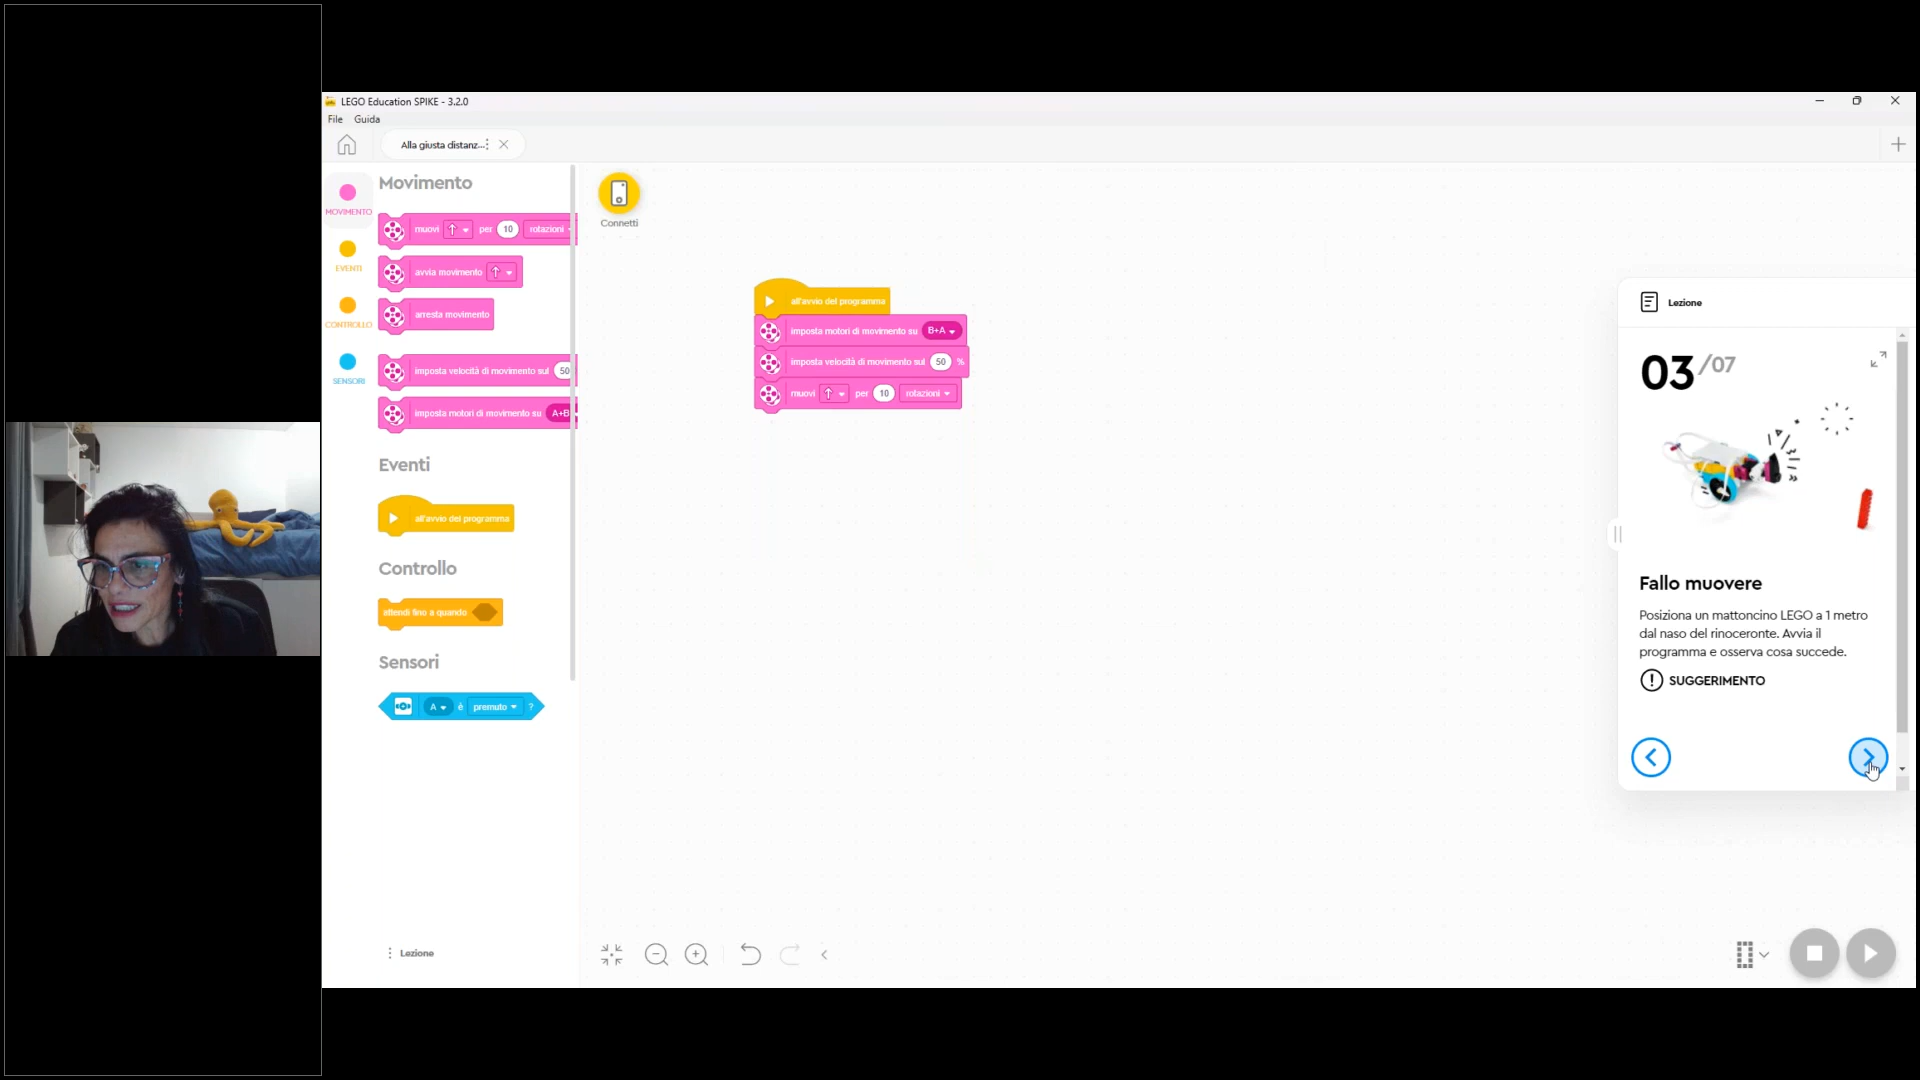 LEGO Education SPIKE - 3.2.0
File Guida
Alla giusta distanz...
MOVIMENTO
EVENTI
CONTROLLO
SENSORI
Movimento
muovi per 10 rotazioni
avvia movimento
arresta movimento
imposta velocità di movimento sul 50
imposta motori di movimento su A+B
Eventi
all'avvio del programma
Controllo
attendi fino a quando
Sensori
A è premuto ?
Lezione
Connetti
all'avvio del programma
imposta motori di movimento su B+A
imposta velocità di movimento sul 50 %
muovi per 10 rotazioni
Lezione
03/07
Fallo muovere
Posiziona un mattoncino LEGO a 1 metro
dal naso del rinoceronte. Avvia il
programma e osserva cosa succede.
SUGGERIMENTO